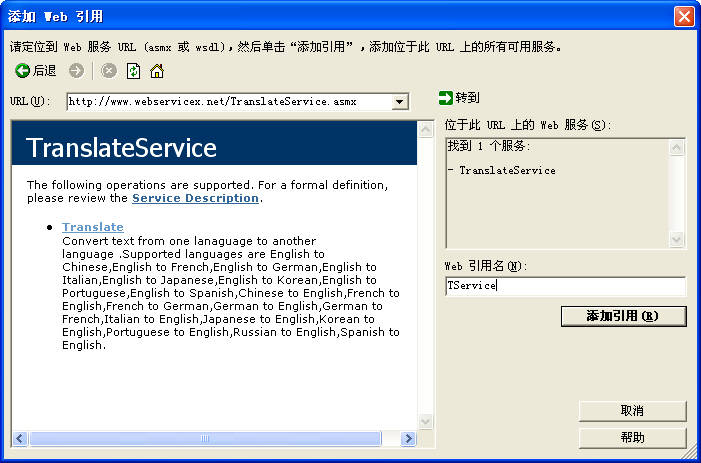 添加 Web 引用
请定位到 Web 服务 URL (asmx 或 wsdl)，然后单击“添加引用”，添加位于此 URL 上的所有可用服务。
后退
URL(U):
http://www.webservicex.net/TranslateService.asmx
转到
TranslateService
The following operations are supported. For a formal definition,
please review the Service Description.
Translate
Convert text from one lanaguage to another
language .Supported languages are English to
Chinese,English to French,English to German,English to
Italian,English to Japanese,English to Korean,English to
Portuguese,English to Spanish,Chinese to English,French to
English,French to German,German to English,German to
French,Italian to English,Japanese to English,Korean to
English,Portuguese to English,Russian to English,Spanish to
English.
位于此 URL 上的 Web 服务(S):
找到 1 个服务:
- TranslateService
Web 引用名(N):
TService
添加引用(R)
取消
帮助